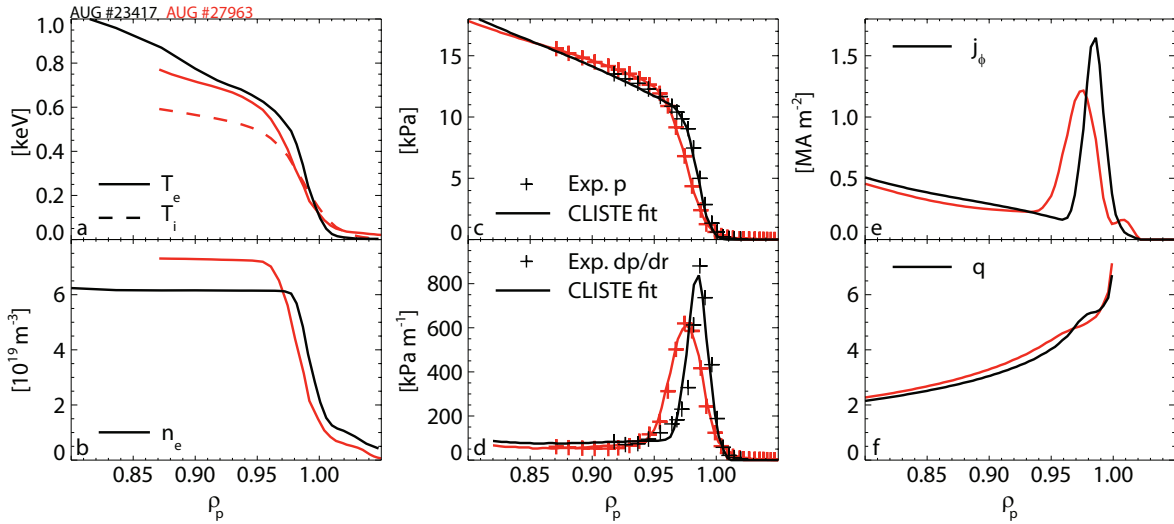 AUG #23417 AUG #27963
1.0
0.8
0.6
0.4
0.2
0.0
[keV]
T_e
T_i
a
6
4
2
0
[10^19 m^-3]
n_e
b
0.85 0.90 0.95 1.00
ρ_p
15
10
5
0
[kPa]
Exp. p
CLISTE fit
c
800
600
400
200
0
[kPa m^-1]
Exp. dp/dr
CLISTE fit
d
0.85 0.90 0.95 1.00
ρ_p
1.5
1.0
0.5
0.0
[MA m^-2]
j_ϕ
e
6
4
2
0
q
f
0.85 0.90 0.95 1.00
ρ_p